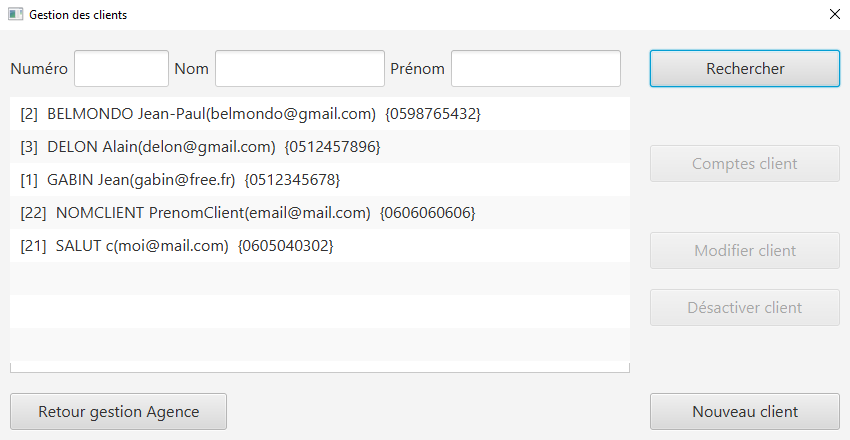 Gestion des clients
Numéro Nom Prénom Rechercher
[2] BELMONDO Jean-Paul(belmondo@gmail.com) {0598765432}
[3] DELON Alain(delon@gmail.com) {0512457896}
Comptes client
[1] GABIN Jean(gabin@free.fr) {0512345678}
[22] NOMCLIENT PrenomClient(email@mail.com) {0606060606}
[21] SALUT c(moi@mail.com) {0605040302}
Modifier client
Désactiver client
Retour gestion Agence Nouveau client